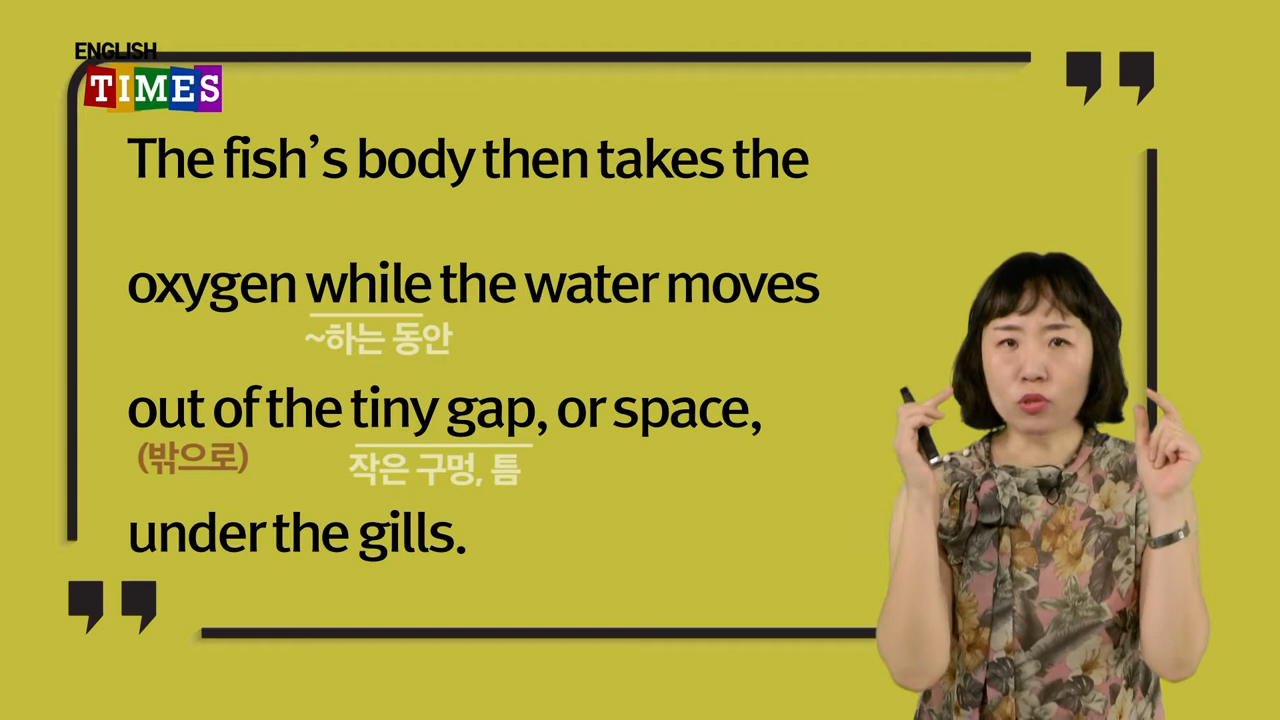 ENGLISH
TIMES
The fish’s body then takes the
oxygen while the water moves
~하는 동안
out of the tiny gap, or space,
(밖으로) 작은 구멍, 틈
under the gills.